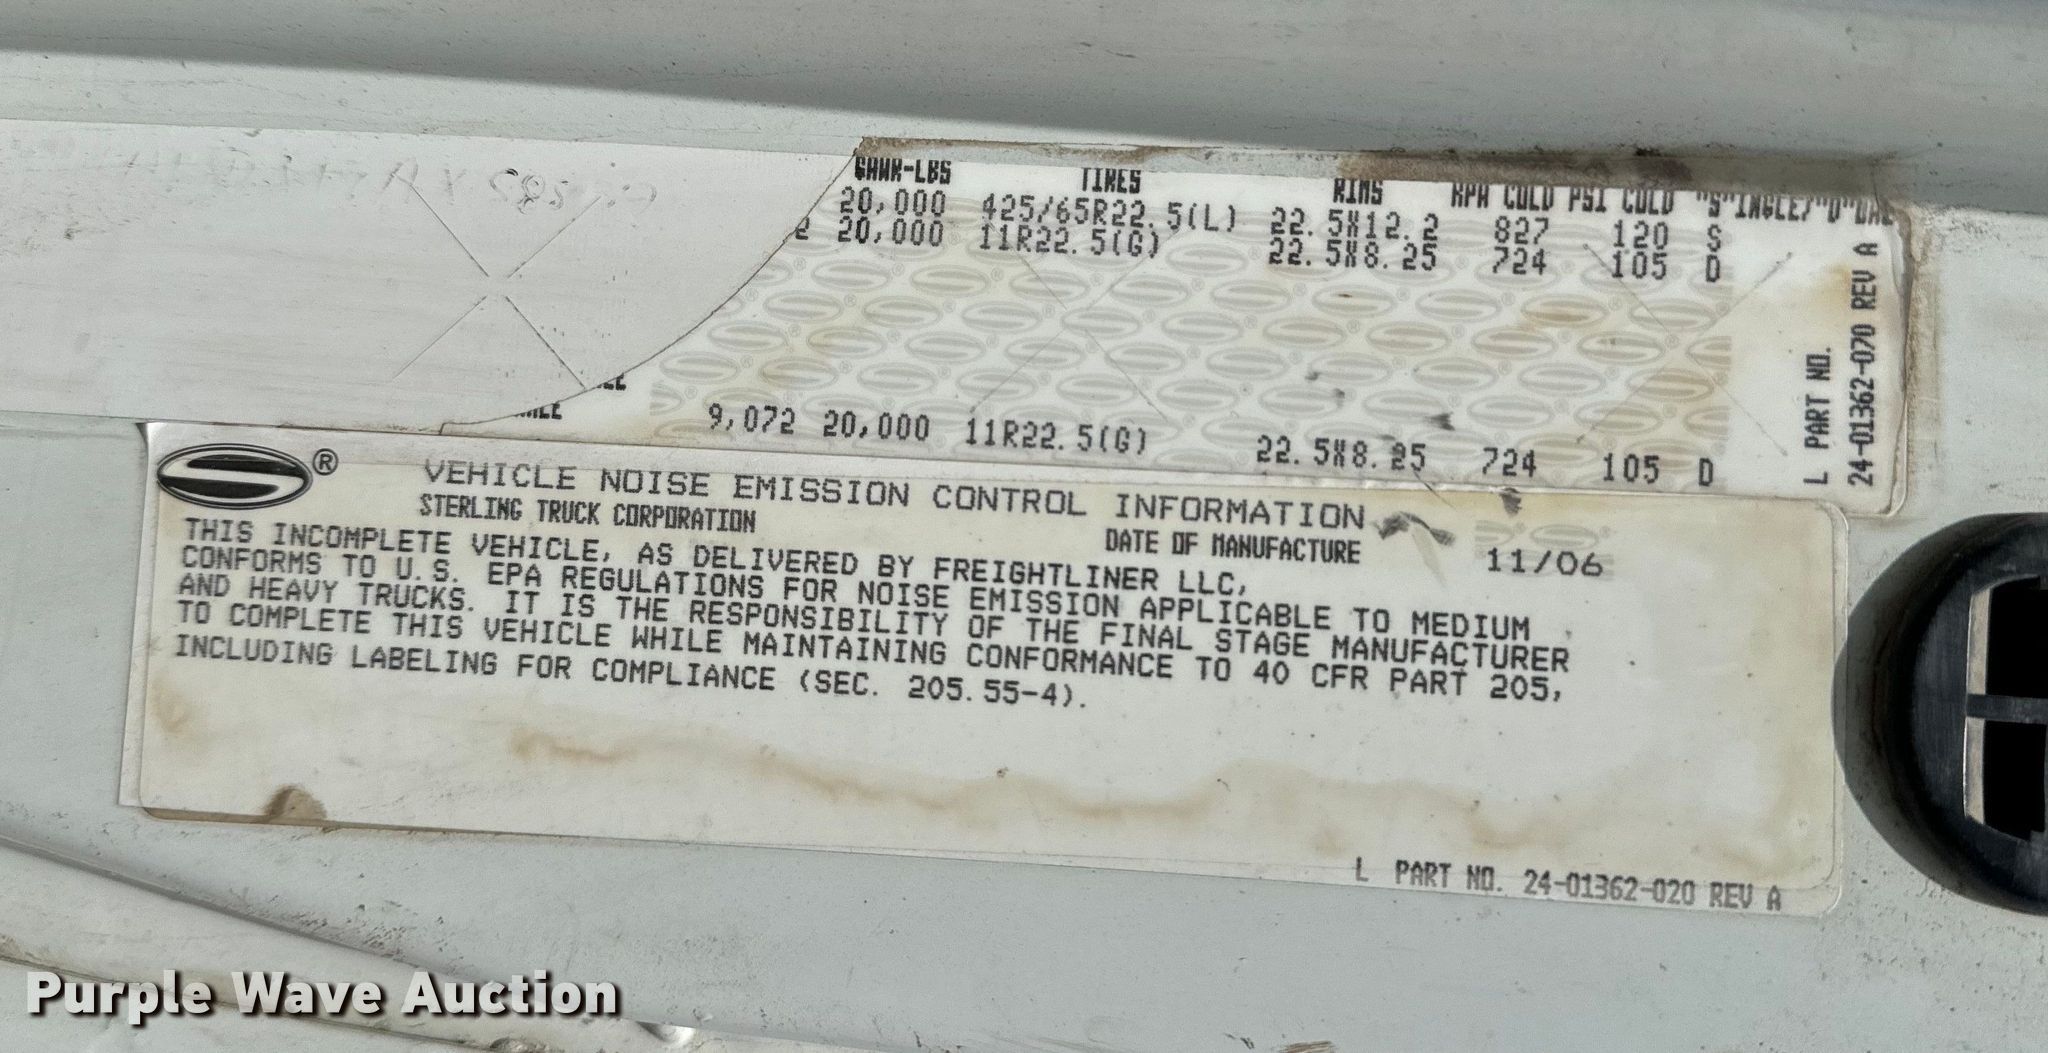 GAWR-LBS TIRES RIMS KPA COLD PSI COLD "S"INGLE/"D"UAL
20,000 425/65R22.5(L) 22.5X12.2 827 120 S
2 20,000 11R22.5(G) 22.5X8.25 724 105 D
9,072 20,000 11R22.5(G) 22.5X8.25 724 105 D
L PART NO.
24-01362-070 REV A
®
VEHICLE NOISE EMISSION CONTROL INFORMATION
STERLING TRUCK CORPORATION DATE OF MANUFACTURE 11/06
THIS INCOMPLETE VEHICLE, AS DELIVERED BY FREIGHTLINER LLC,
CONFORMS TO U.S. EPA REGULATIONS FOR NOISE EMISSION APPLICABLE TO MEDIUM
AND HEAVY TRUCKS. IT IS THE RESPONSIBILITY OF THE FINAL STAGE MANUFACTURER
TO COMPLETE THIS VEHICLE WHILE MAINTAINING CONFORMANCE TO 40 CFR PART 205,
INCLUDING LABELING FOR COMPLIANCE (SEC. 205.55-4).
L PART NO. 24-01362-020 REV A
Purple Wave Auction